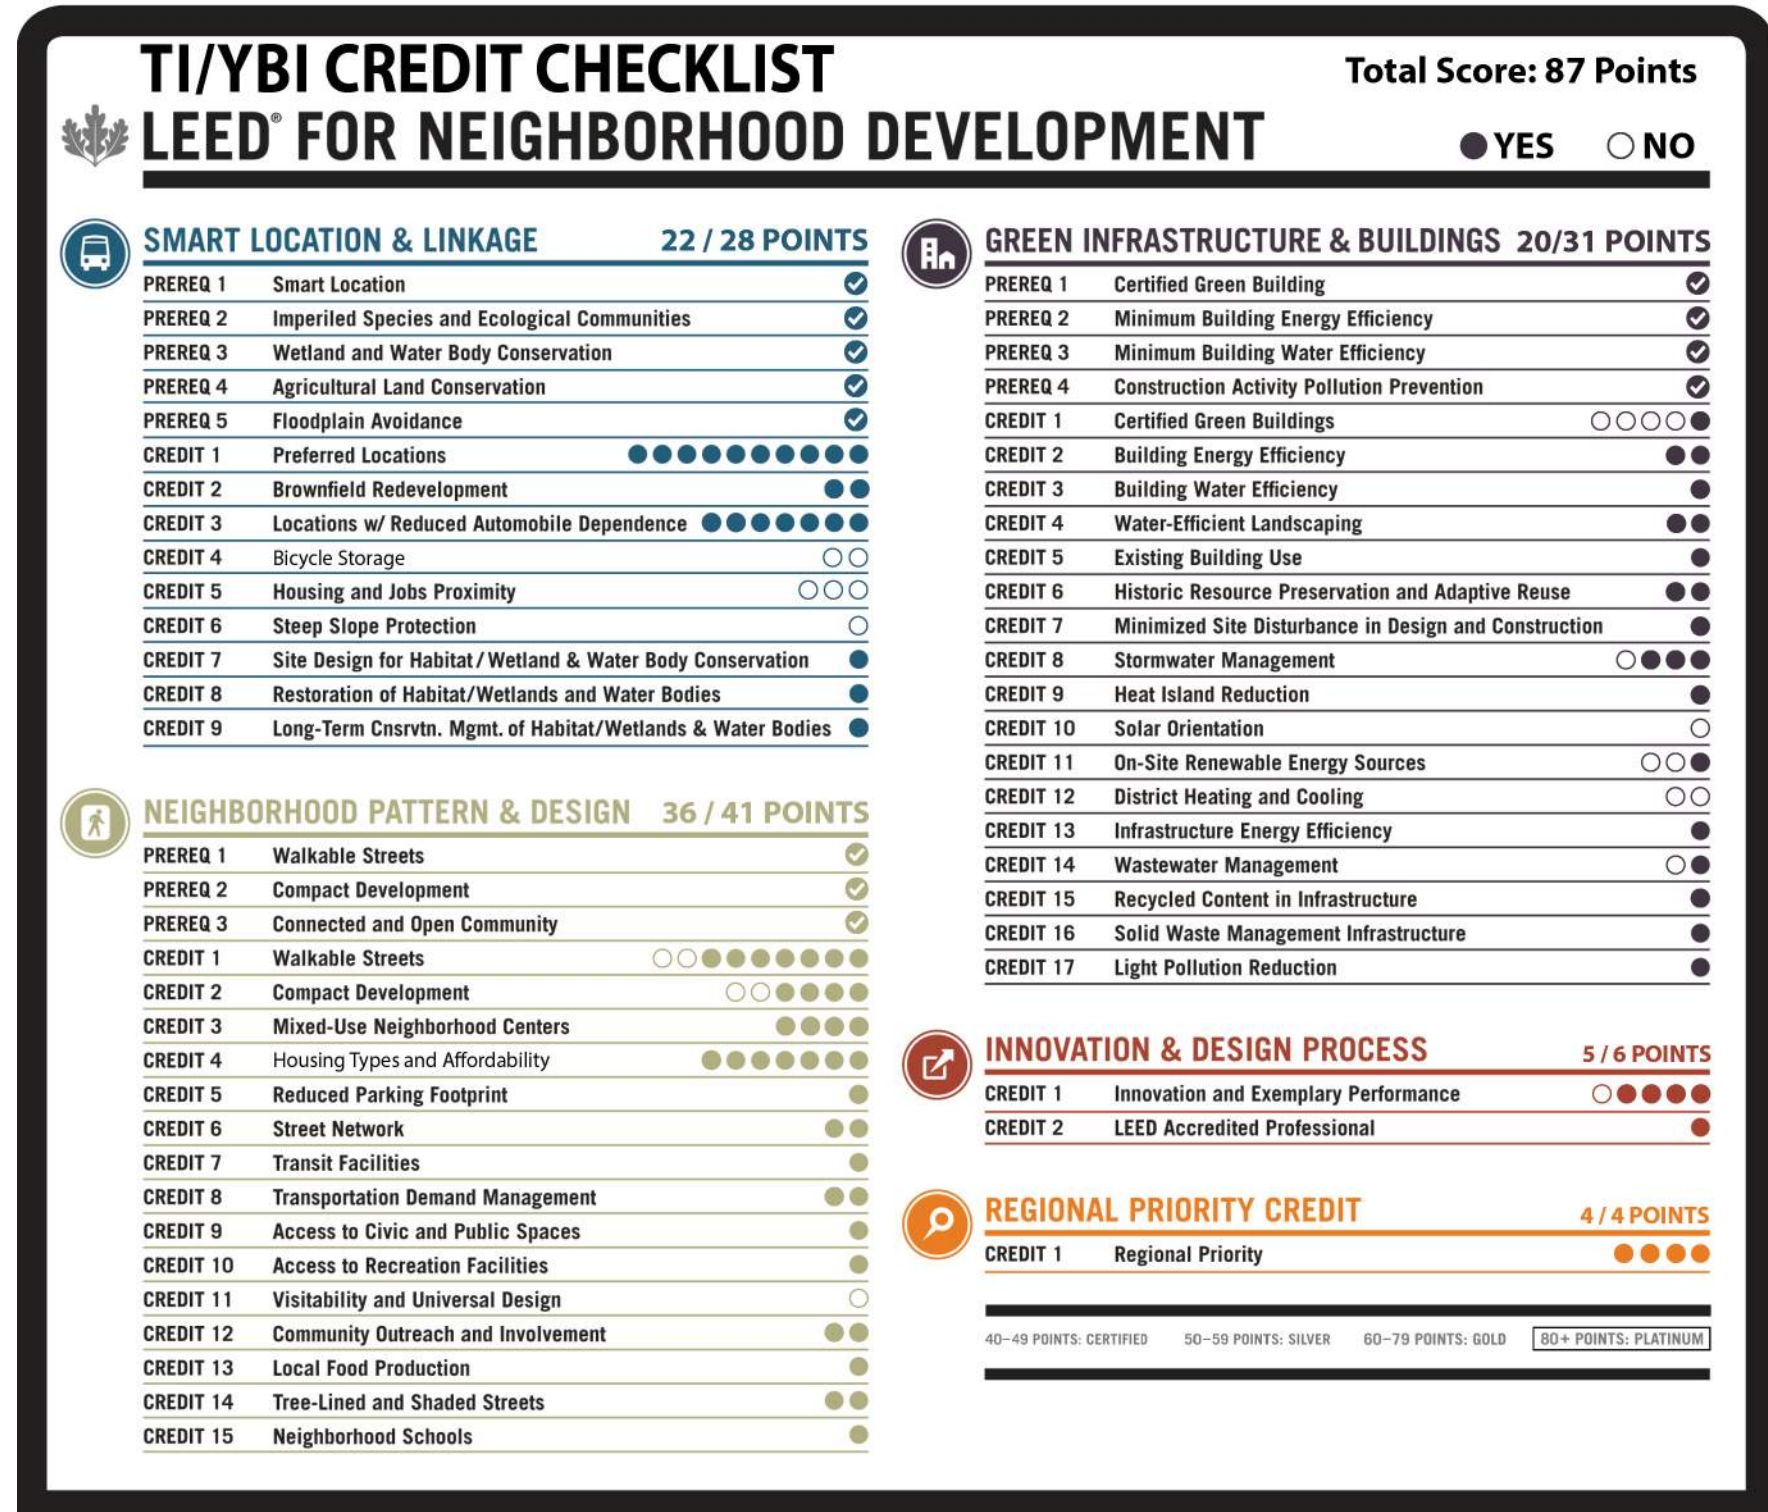 TI/YBI CREDIT CHECKLIST
Total Score: 87 Points
LEED® FOR NEIGHBORHOOD DEVELOPMENT
YES NO
SMART LOCATION & LINKAGE 22 / 28 POINTS
PREREQ 1 Smart Location
PREREQ 2 Imperiled Species and Ecological Communities
PREREQ 3 Wetland and Water Body Conservation
PREREQ 4 Agricultural Land Conservation
PREREQ 5 Floodplain Avoidance
CREDIT 1 Preferred Locations
CREDIT 2 Brownfield Redevelopment
CREDIT 3 Locations w/ Reduced Automobile Dependence
CREDIT 4 Bicycle Storage
CREDIT 5 Housing and Jobs Proximity
CREDIT 6 Steep Slope Protection
CREDIT 7 Site Design for Habitat / Wetland & Water Body Conservation
CREDIT 8 Restoration of Habitat/Wetlands and Water Bodies
CREDIT 9 Long-Term Cnsrvtn. Mgmt. of Habitat/Wetlands & Water Bodies
NEIGHBORHOOD PATTERN & DESIGN 36 / 41 POINTS
PREREQ 1 Walkable Streets
PREREQ 2 Compact Development
PREREQ 3 Connected and Open Community
CREDIT 1 Walkable Streets
CREDIT 2 Compact Development
CREDIT 3 Mixed-Use Neighborhood Centers
CREDIT 4 Housing Types and Affordability
CREDIT 5 Reduced Parking Footprint
CREDIT 6 Street Network
CREDIT 7 Transit Facilities
CREDIT 8 Transportation Demand Management
CREDIT 9 Access to Civic and Public Spaces
CREDIT 10 Access to Recreation Facilities
CREDIT 11 Visitability and Universal Design
CREDIT 12 Community Outreach and Involvement
CREDIT 13 Local Food Production
CREDIT 14 Tree-Lined and Shaded Streets
CREDIT 15 Neighborhood Schools
GREEN INFRASTRUCTURE & BUILDINGS 20/31 POINTS
PREREQ 1 Certified Green Building
PREREQ 2 Minimum Building Energy Efficiency
PREREQ 3 Minimum Building Water Efficiency
PREREQ 4 Construction Activity Pollution Prevention
CREDIT 1 Certified Green Buildings
CREDIT 2 Building Energy Efficiency
CREDIT 3 Building Water Efficiency
CREDIT 4 Water-Efficient Landscaping
CREDIT 5 Existing Building Use
CREDIT 6 Historic Resource Preservation and Adaptive Reuse
CREDIT 7 Minimized Site Disturbance in Design and Construction
CREDIT 8 Stormwater Management
CREDIT 9 Heat Island Reduction
CREDIT 10 Solar Orientation
CREDIT 11 On-Site Renewable Energy Sources
CREDIT 12 District Heating and Cooling
CREDIT 13 Infrastructure Energy Efficiency
CREDIT 14 Wastewater Management
CREDIT 15 Recycled Content in Infrastructure
CREDIT 16 Solid Waste Management Infrastructure
CREDIT 17 Light Pollution Reduction
INNOVATION & DESIGN PROCESS 5 / 6 POINTS
CREDIT 1 Innovation and Exemplary Performance
CREDIT 2 LEED Accredited Professional
REGIONAL PRIORITY CREDIT 4 / 4 POINTS
CREDIT 1 Regional Priority
40–49 POINTS: CERTIFIED 50–59 POINTS: SILVER 60–79 POINTS: GOLD 80+ POINTS: PLATINUM